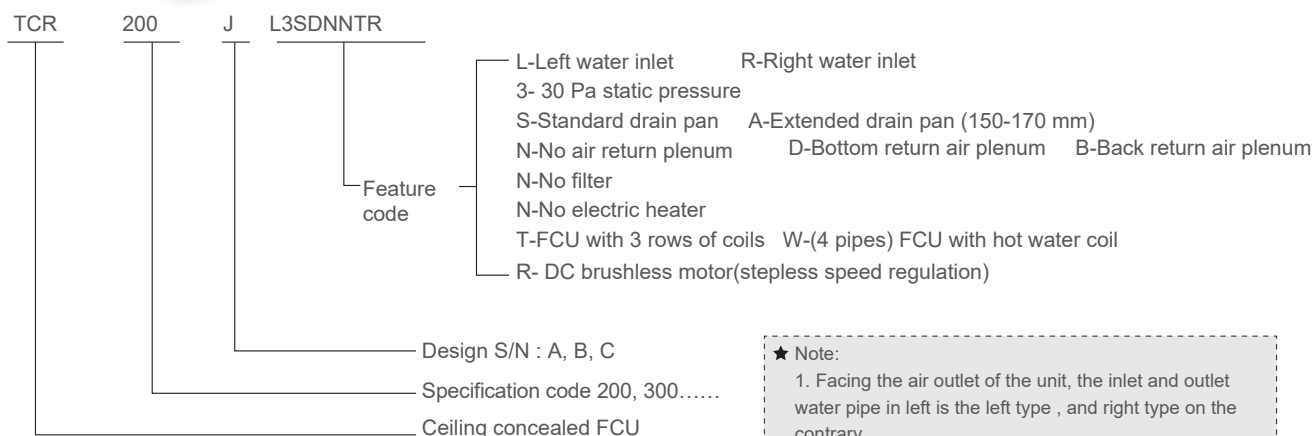 TCR 200 J L3SDNNTR
L-Left water inlet R-Right water inlet
3- 30 Pa static pressure
S-Standard drain pan A-Extended drain pan (150-170 mm)
N-No air return plenum D-Bottom return air plenum B-Back return air plenum
N-No filter
N-No electric heater
T-FCU with 3 rows of coils W-(4 pipes) FCU with hot water coil
R- DC brushless motor(stepless speed regulation)
Feature
code
Design S/N : A, B, C
Specification code 200, 300……
Ceiling concealed FCU
★ Note:
1. Facing the air outlet of the unit, the inlet and outlet
water pipe in left is the left type , and right type on the
contrary